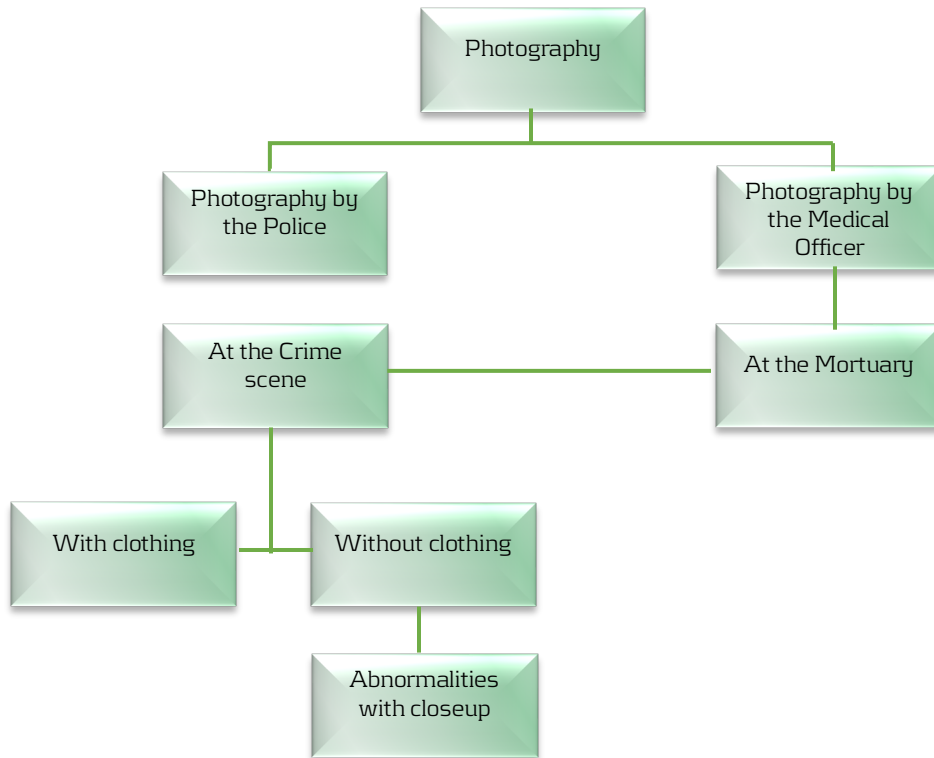 Photography
Photography by
the Police
Photography by
the Medical
Officer
At the Crime
scene
At the Mortuary
With clothing
Without clothing
Abnormalities
with closeup